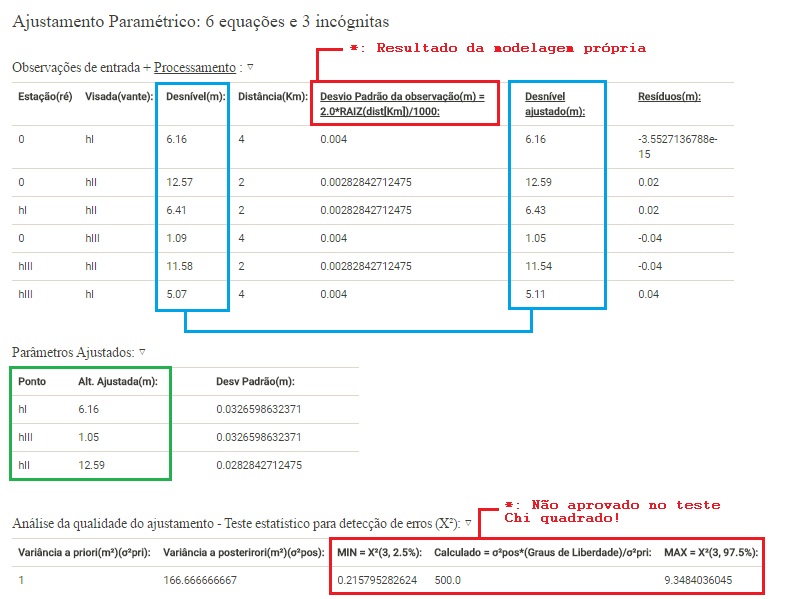 Ajustamento Paramétrico: 6 equações e 3 incógnitas
*: Resultado da modelagem própria
Observações de entrada + Processamento : ▿
Estação(ré) Visada(vante): Desnível(m): Distância(Km): Desvio Padrão da observação(m) = Desnível Resíduos(m):
2.0*RAIZ(dist[Km])/1000: ajustado(m):
0 hI 6.16 4 0.004 6.16 -3.5527136788e-
15
0 hII 12.57 2 0.00282842712475 12.59 0.02
hI hII 6.41 2 0.00282842712475 6.43 0.02
0 hIII 1.09 4 0.004 1.05 -0.04
hIII hII 11.58 2 0.00282842712475 11.54 -0.04
hIII hI 5.07 4 0.004 5.11 0.04
Parâmetros Ajustados: ▿
Ponto Alt. Ajustada(m): Desv Padrão(m):
hI 6.16 0.0326598632371
hIII 1.05 0.0326598632371
hII 12.59 0.0282842712475
*: Não aprovado no teste
Chi quadrado!
Análise da qualidade do ajustamento - Teste estatístico para detecção de erros (X²): ▿
Variância a priori(m²)(σ²pri): Variância a posterirori(m²)(σ²pos): MIN = X²(3, 2.5%): Calculado = σ²pos*(Graus de Liberdade)/σ²pri: MAX = X²(3, 97.5%):
1 166.666666667 0.215795282624 500.0 9.3484036045